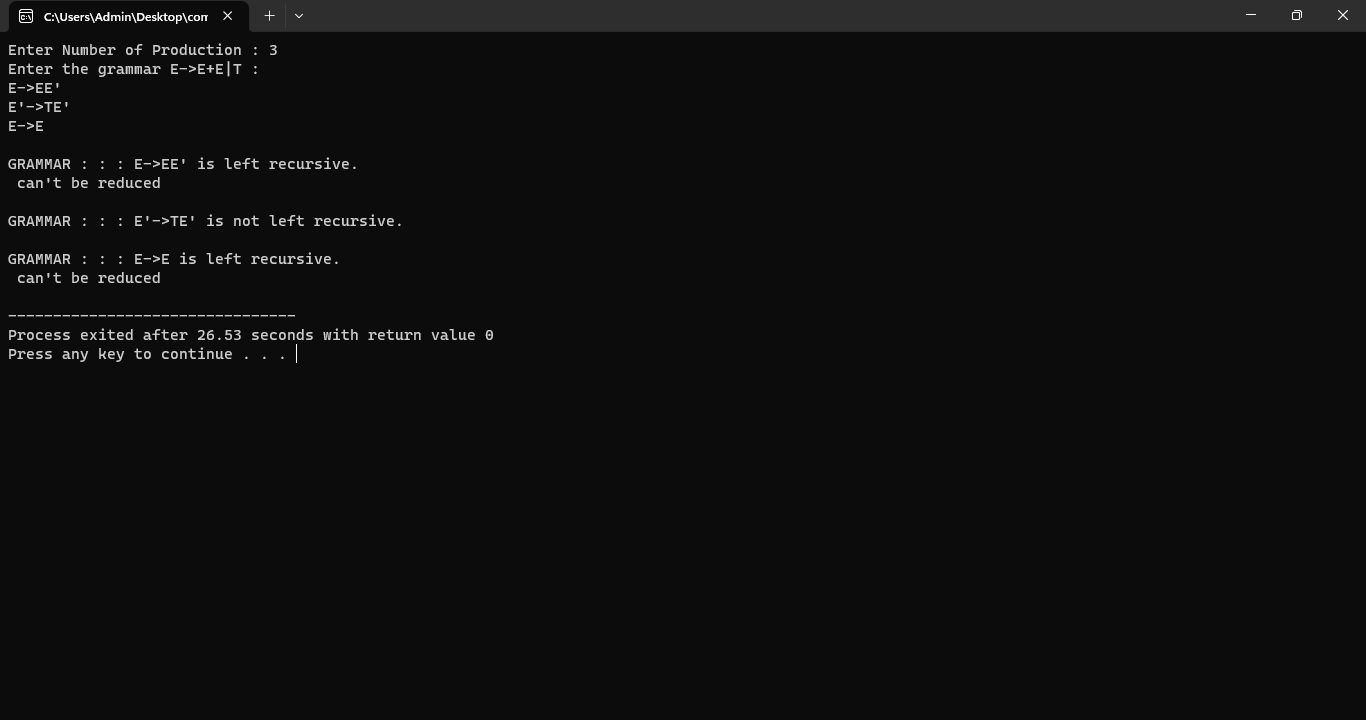 C:\Users\Admin\Desktop\com
Enter Number of Production : 3
Enter the grammar E->E+E|T :
E->EE'
E'->TE'
E->E
GRAMMAR : : : E->EE' is left recursive.
can't be reduced
GRAMMAR : : : E'->TE' is not left recursive.
GRAMMAR : : : E->E is left recursive.
can't be reduced
--------------------------------
Process exited after 26.53 seconds with return value 0
Press any key to continue . . .